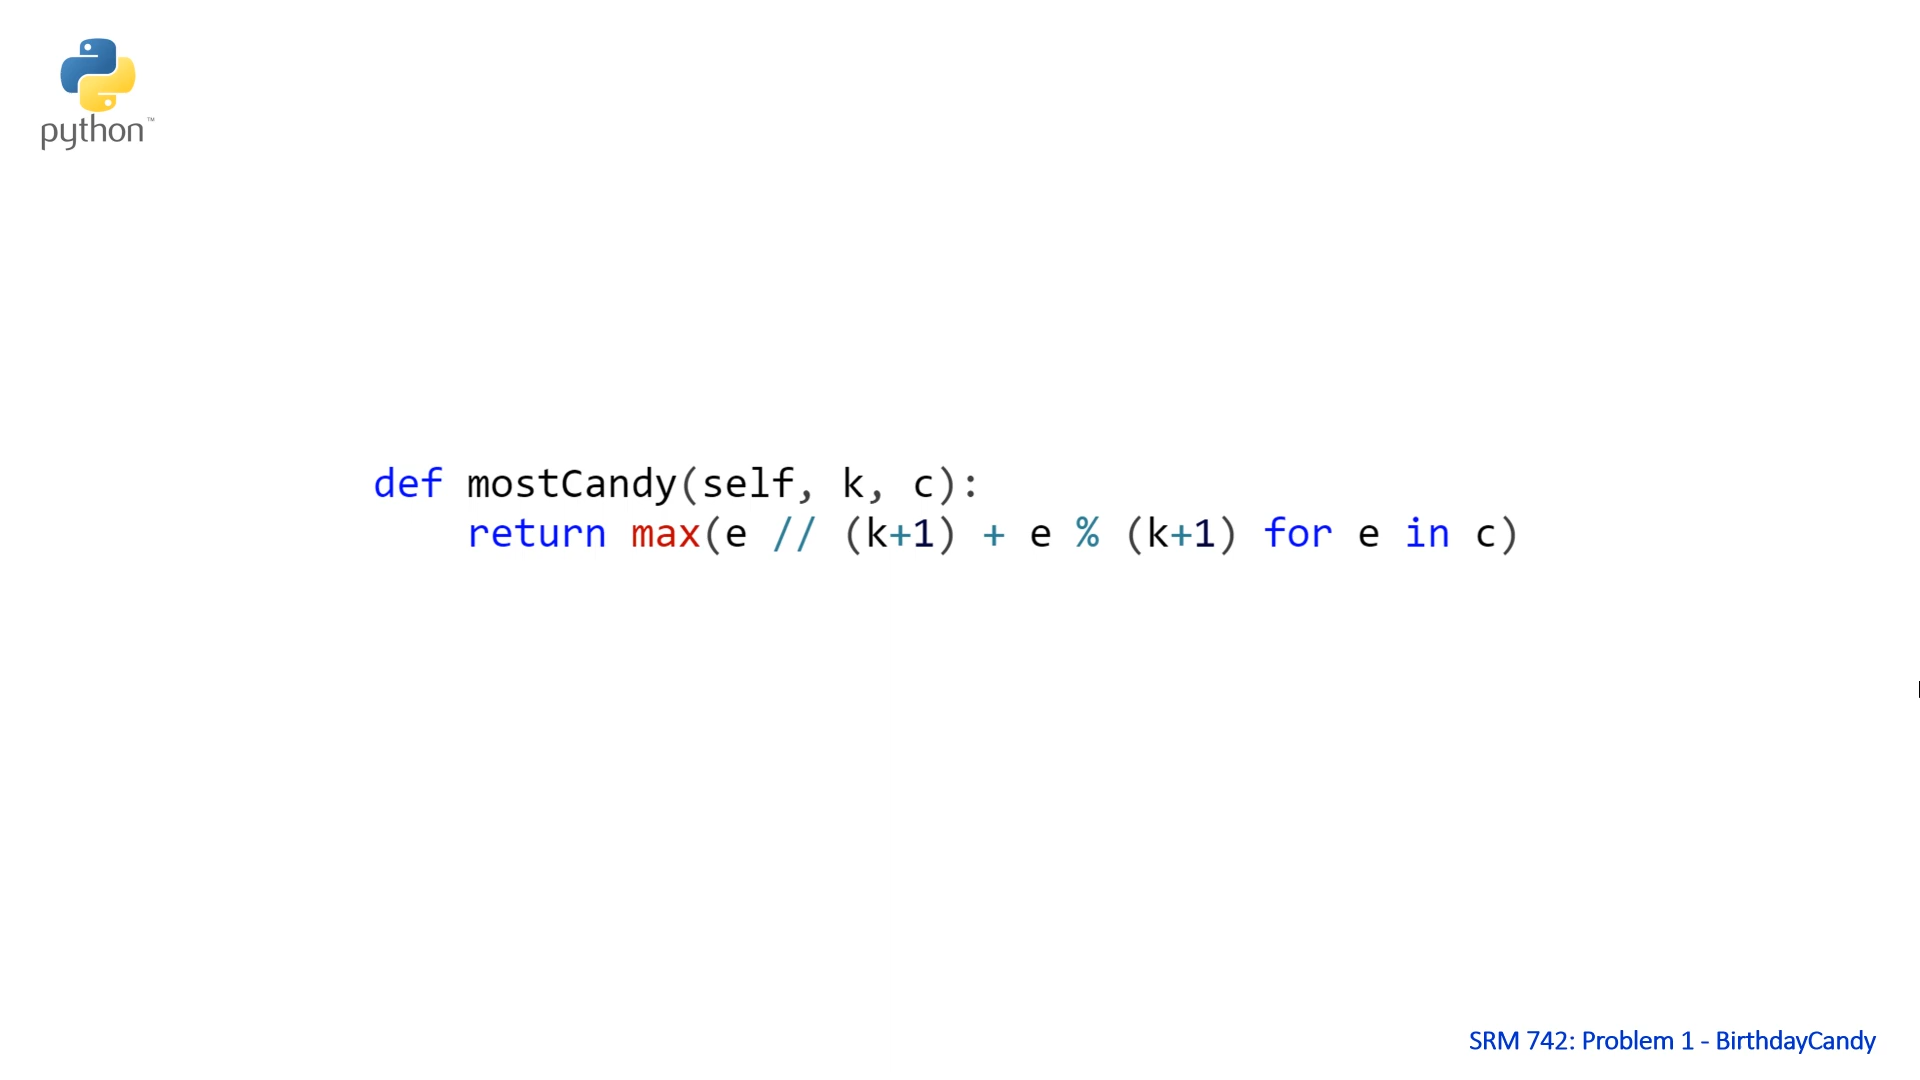 python™
def mostCandy(self, k, c):
    return max(e // (k+1) + e % (k+1) for e in c)
SRM 742: Problem 1 - BirthdayCandy